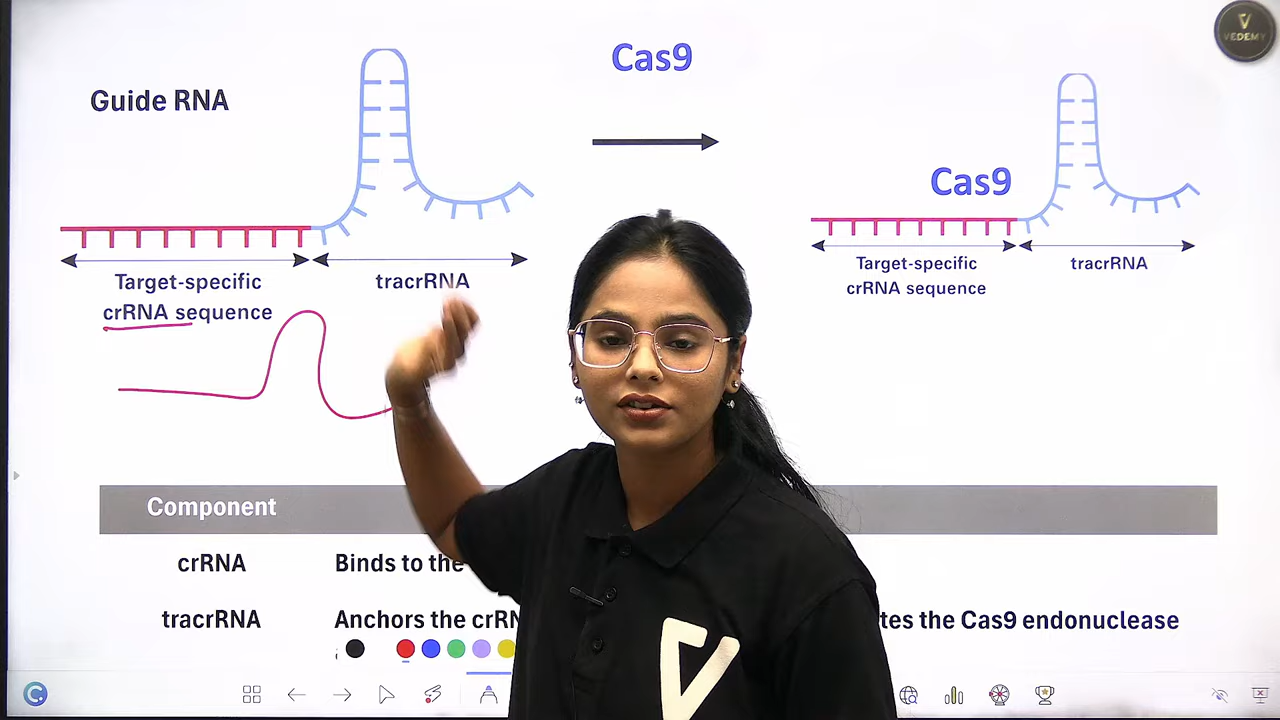 VEDEMY
Cas9
Guide RNA
Cas9
Target-specific
crRNA sequence
tracrRNA
Target-specific
crRNA sequence
tracrRNA
Component
crRNA
Binds to the
tracrRNA
Anchors the crRN
tes the Cas9 endonuclease